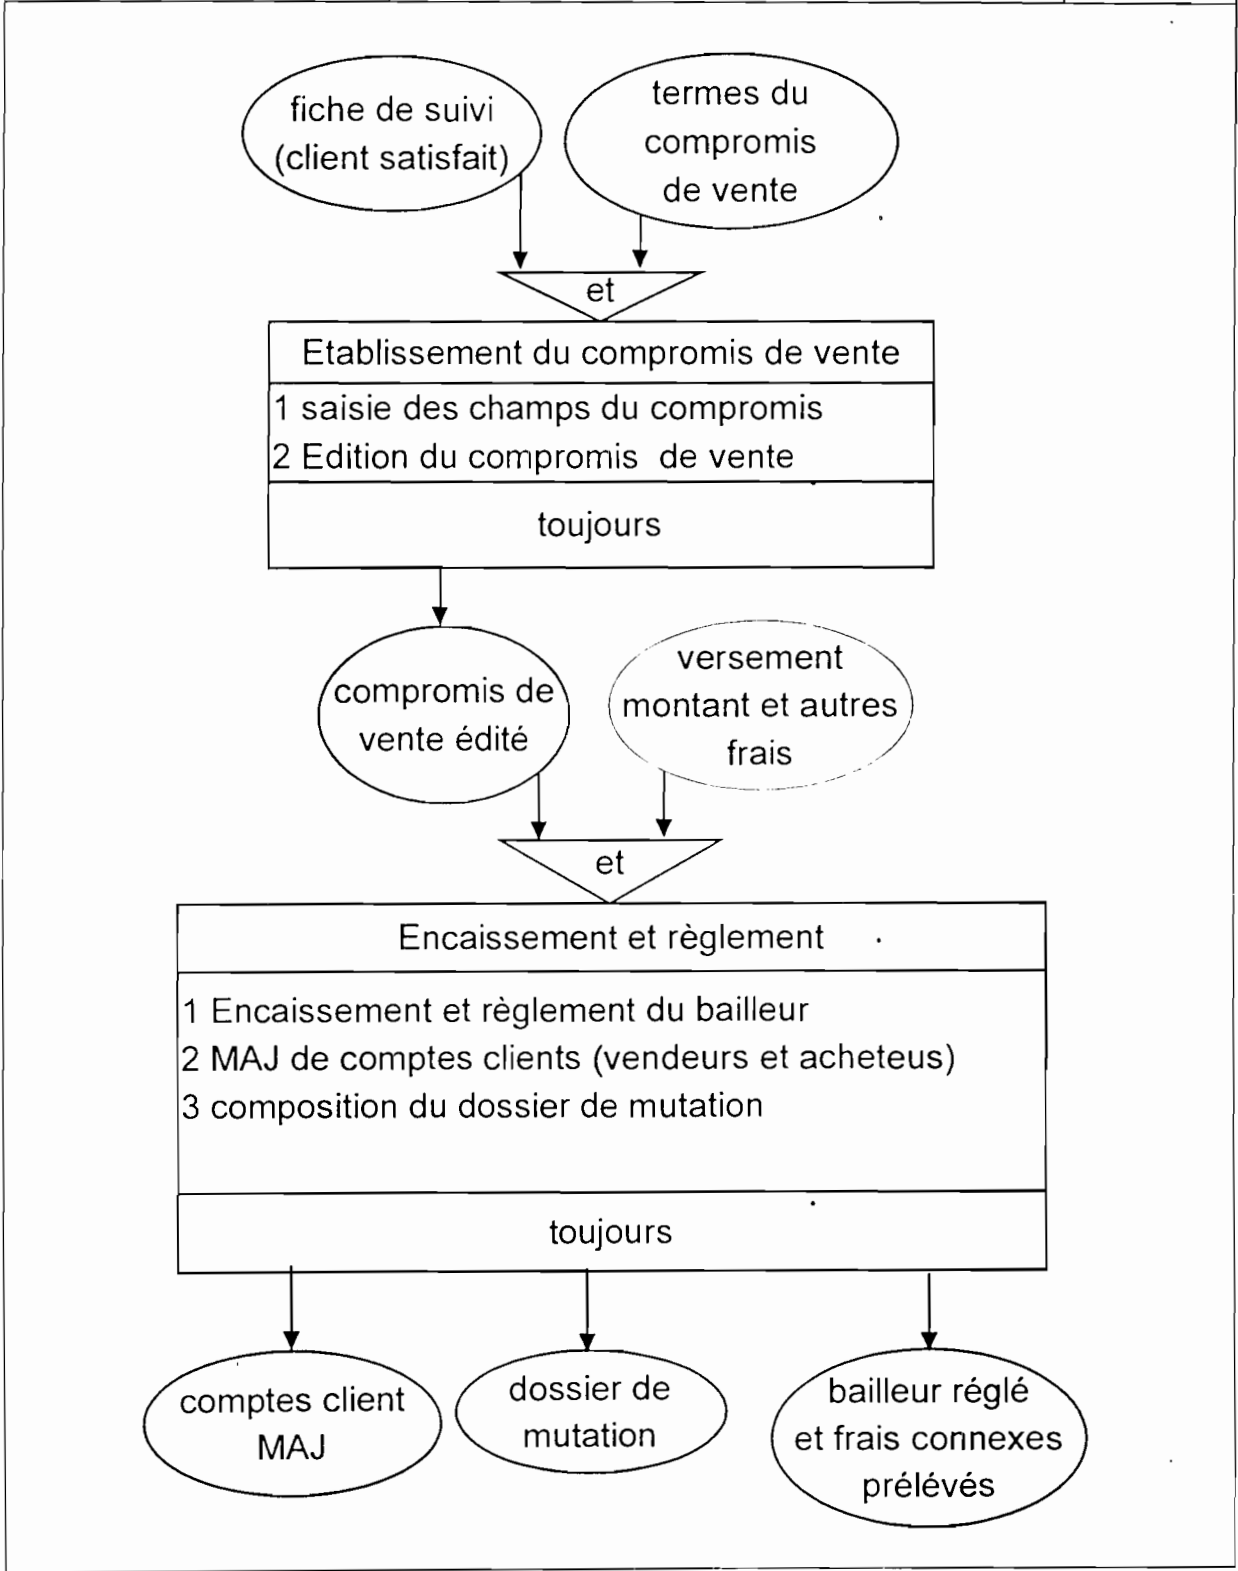 fiche de suivi
(client satisfait)
termes du
compromis
de vente
et
Etablissement du compromis de vente
1 saisie des champs du compromis
2 Edition du compromis de vente
toujours
compromis de
vente édité
versement
montant et autres
frais
et
Encaissement et règlement
1 Encaissement et règlement du bailleur
2 MAJ de comptes clients (vendeurs et acheteus)
3 composition du dossier de mutation
toujours
comptes client
MAJ
dossier de
mutation
bailleur réglé
et frais connexes
prélévés